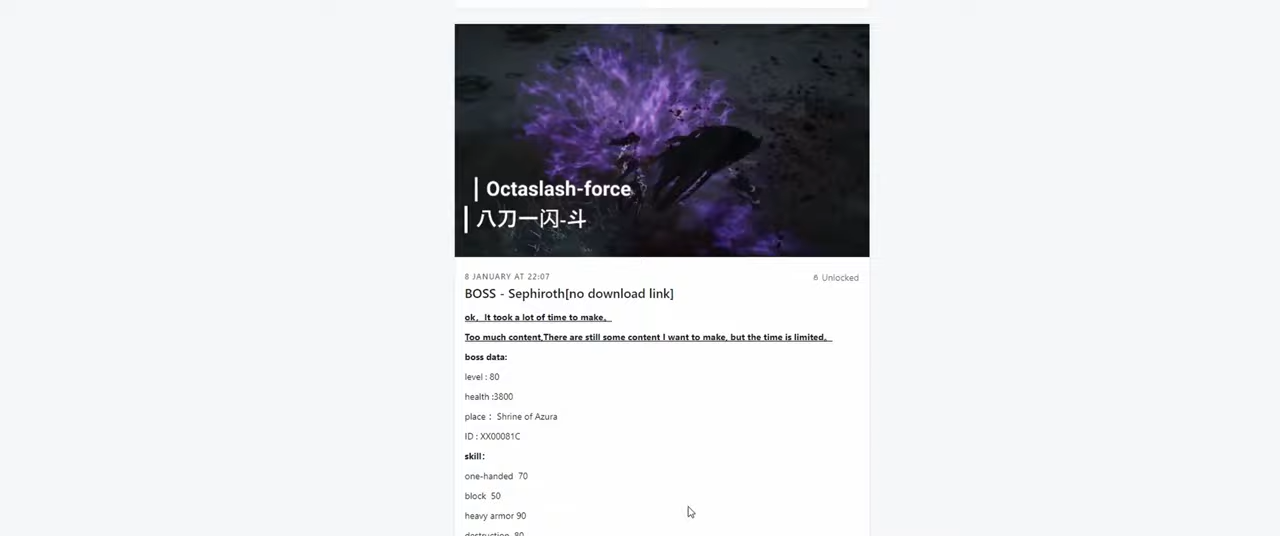 Octaslash-force
八刀一闪-斗
8 JANUARY AT 22:07
Unlocked
BOSS - Sephiroth[no download link]
ok，It took a lot of time to make。
Too much content,There are still some content I want to make, but the time is limited。
boss data:
level : 80
health :3800
place： Shrine of Azura
ID : XX00081C
skill：
one-handed 70
block 50
heavy armor 90
destruction 80